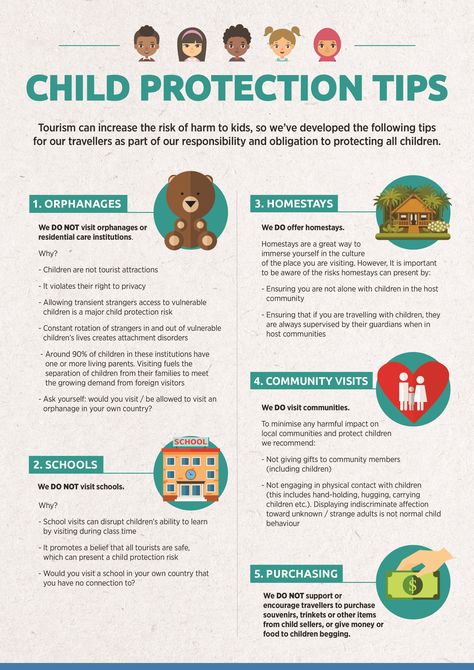 CHILD PROTECTION TIPS
Tourism can increase the risk of harm to kids, so we've developed the following tips
for our travellers as part of our responsibility and obligation to protecting all children.
1. ORPHANAGES
We DO NOT visit orphanages or
residential care institutions.
Why?
- Children are not tourist attractions
- It violates their right to privacy
- Allowing transient strangers access to vulnerable
children is a major child protection risk
- Constant rotation of strangers in and out of vulnerable
children's lives creates attachment disorders
- Around 90% of children in these institutions have
one or more living parents. Visiting fuels the
separation of children from their families to meet
the growing demand from foreign visitors
- Ask yourself: would you visit / be allowed to visit an
orphanage in your own country?
2. SCHOOLS
SCHOOL
We DO NOT visit schools.
Why?
- School visits can disrupt children's ability to learn
by visiting during class time
- It promotes a belief that all tourists are safe,
which can present a child protection risk
- Would you visit a school in your own country that
you have no connection to?
3. HOMESTAYS
We DO offer homestays.
Homestays are a great way to
immerse yourself in the culture
of the place you are visiting. However, It is important
to be aware of the risks homestays can present by:
- Ensuring you are not alone with children in the host
community
- Ensuring that if you are travelling with children, they
are always supervised by their guardians when in
host communities
4. COMMUNITY VISITS
We DO visit communities.
To minimise any harmful impact on
local communities and protect children
we recommend:
- Not giving gifts to community members
(including children)
- Not engaging in physical contact with children
(this includes hand-holding, hugging, carrying
children etc.). Displaying indiscriminate affection
toward unknown / strange adults is not normal child
behaviour
5. PURCHASING
$
We DO NOT support or
encourage travellers to purchase
souvenirs, trinkets or other items
from child sellers, or give money or
food to children begging.